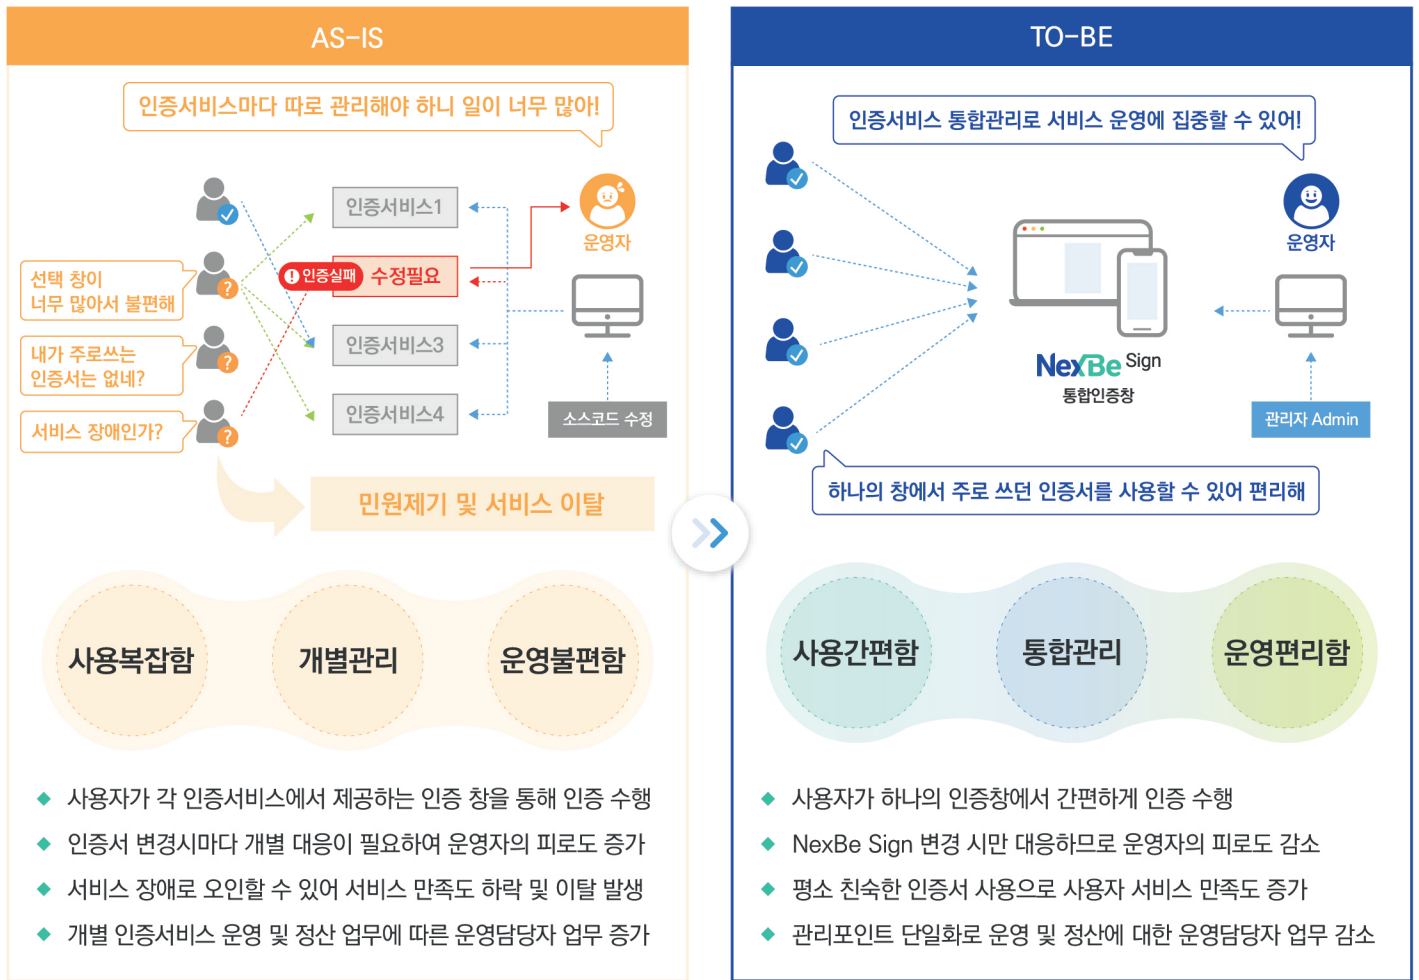 AS-IS
인증서비스마다 따로 관리해야 하니 일이 너무 많아!
인증서비스1
운영자
선택 창이
너무 많아서 불편해
인증실패
수정필요
내가 주로쓰는
인증서는 없네?
인증서비스3
서비스 장애인가?
인증서비스4
소스코드 수정
민원제기 및 서비스 이탈
사용복잡함
개별관리
운영불편함
사용자가 각 인증서비스에서 제공하는 인증 창을 통해 인증 수행
인증서 변경시마다 개별 대응이 필요하여 운영자의 피로도 증가
서비스 장애로 오인할 수 있어 서비스 만족도 하락 및 이탈 발생
개별 인증서비스 운영 및 정산 업무에 따른 운영담당자 업무 증가
TO-BE
인증서비스 통합관리로 서비스 운영에 집중할 수 있어!
운영자
NexBe Sign
통합인증창
관리자 Admin
하나의 창에서 주로 쓰던 인증서를 사용할 수 있어 편리해
사용간편함
통합관리
운영편리함
사용자가 하나의 인증창에서 간편하게 인증 수행
NexBe Sign 변경 시만 대응하므로 운영자의 피로도 감소
평소 친숙한 인증서 사용으로 사용자 서비스 만족도 증가
관리포인트 단일화로 운영 및 정산에 대한 운영담당자 업무 감소